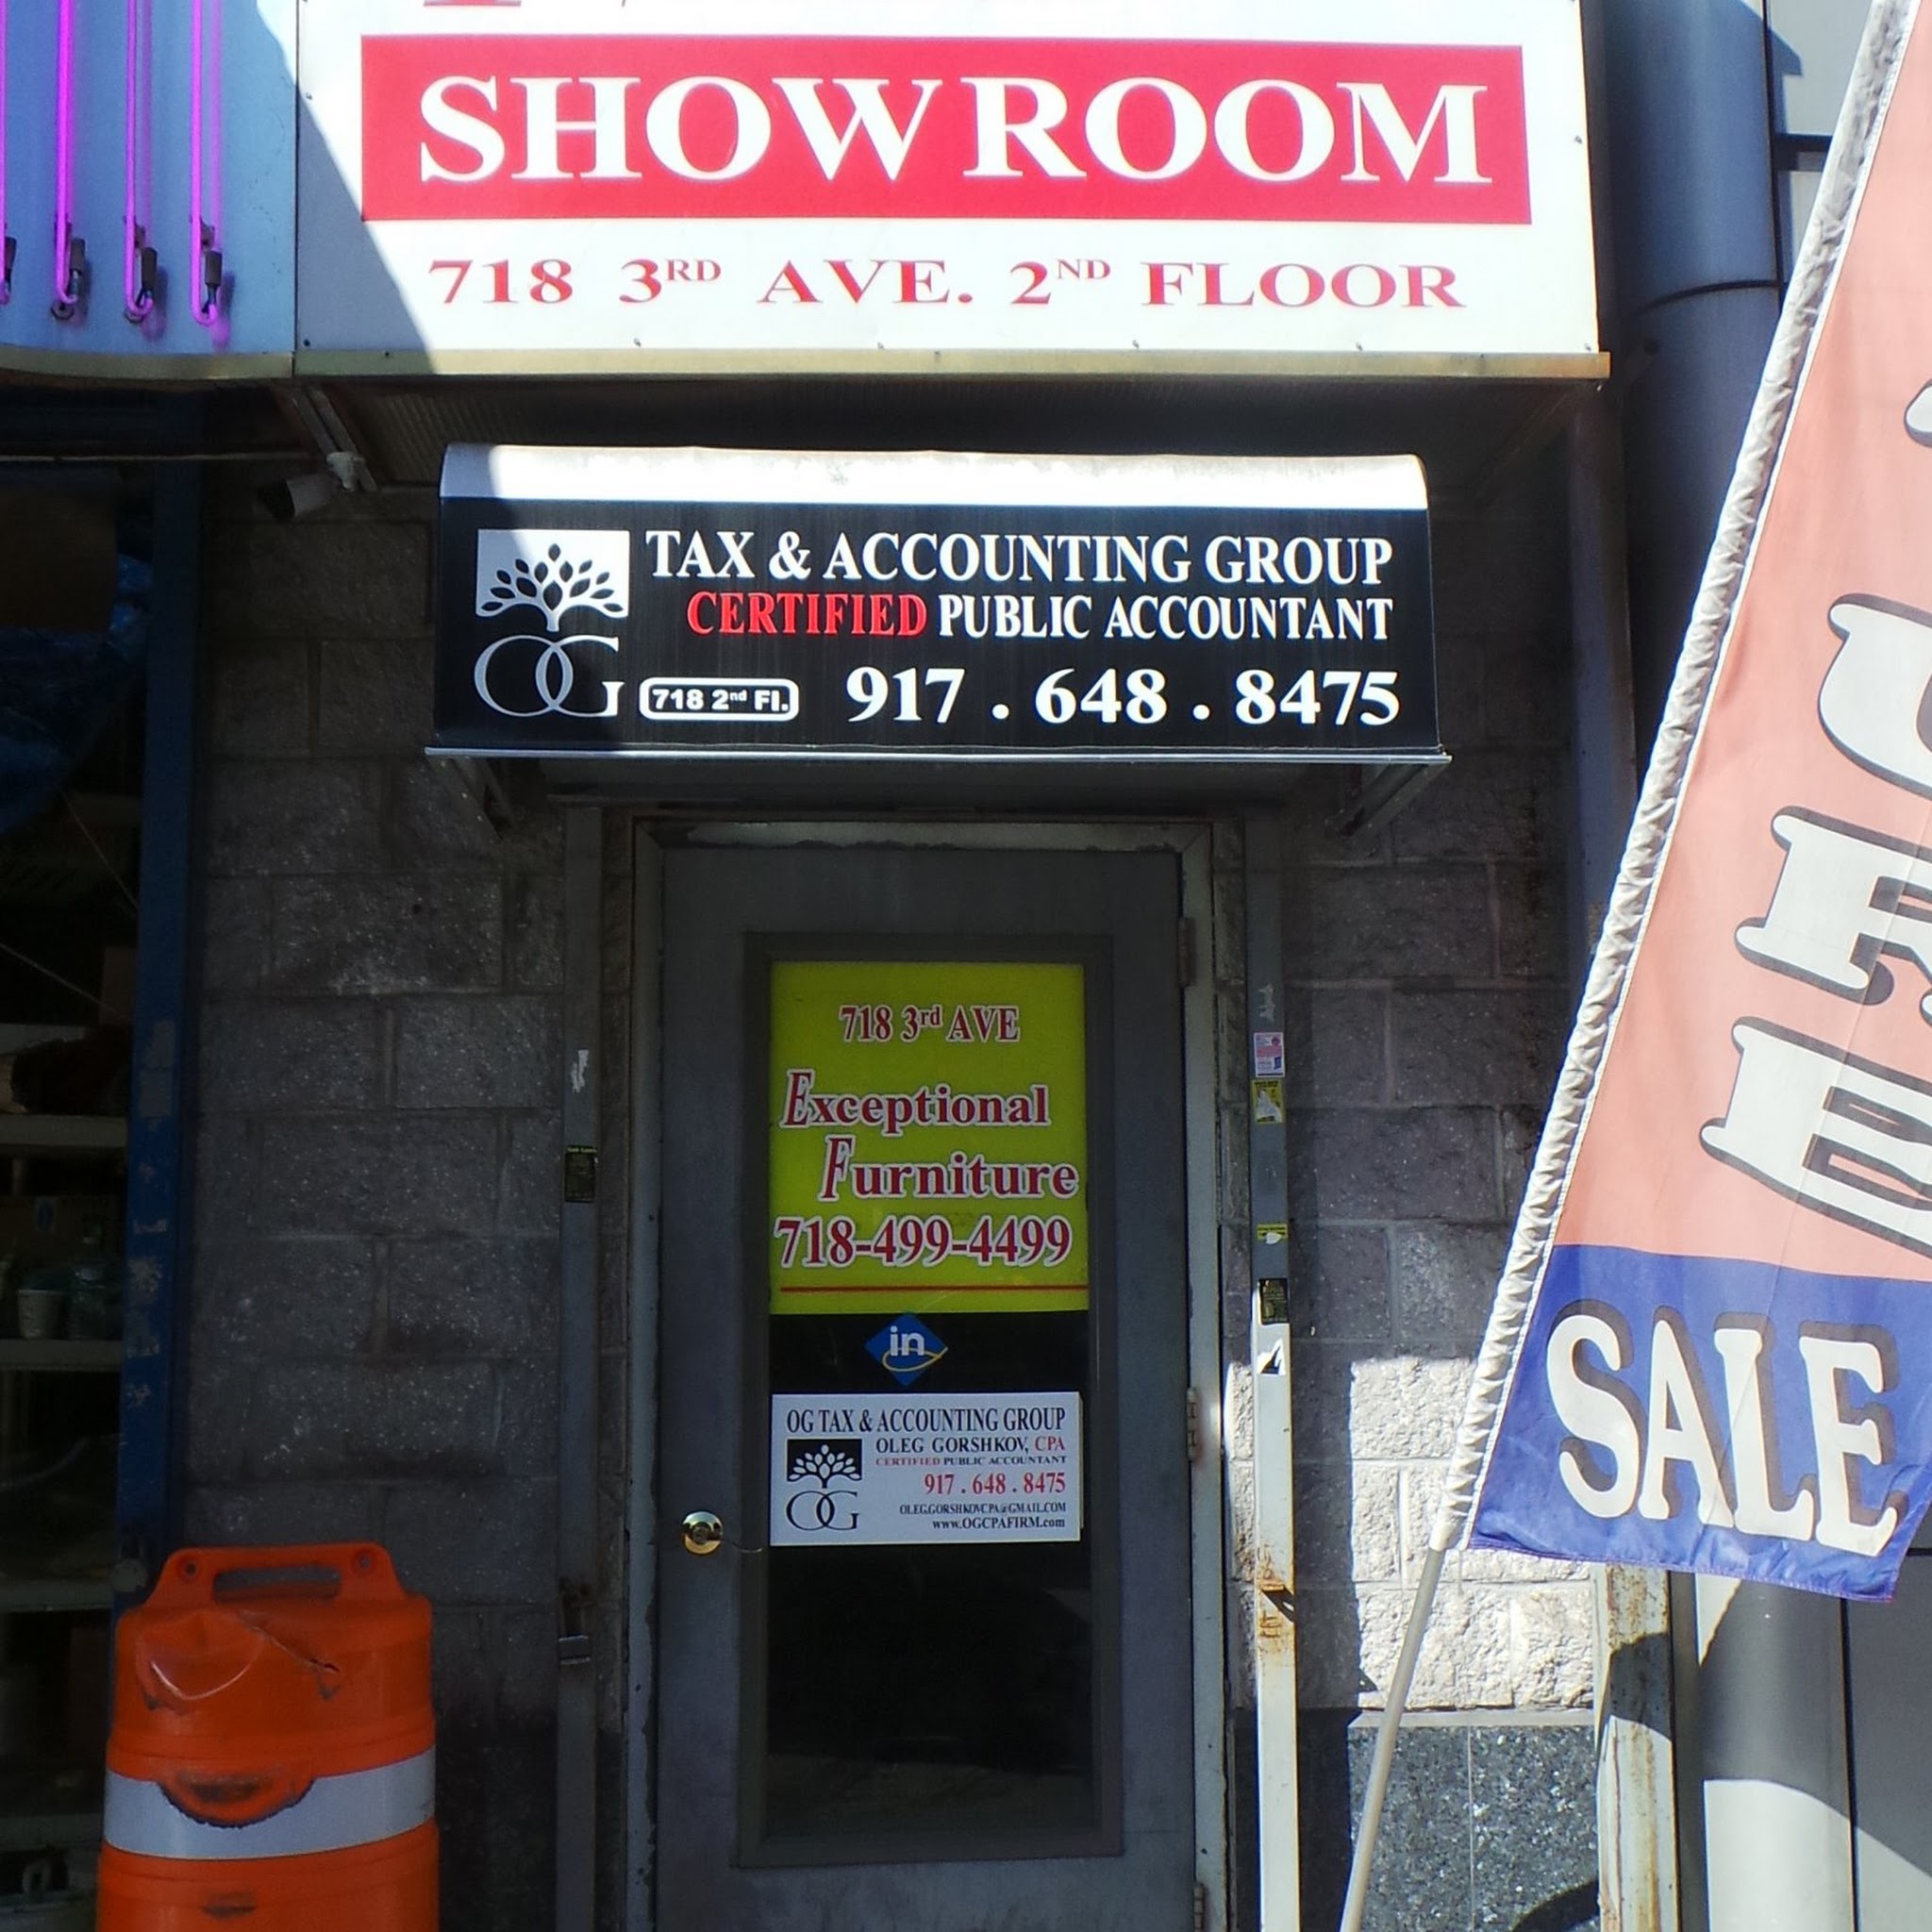 SHOWROOM
718 3RD AVE. 2ND FLOOR
TAX & ACCOUNTING GROUP
CERTIFIED PUBLIC ACCOUNTANT
OG 718 2nd Fl. 917 . 648 . 8475
718 3rd AVE
Exceptional
Furniture
718-499-4499
in
OG TAX & ACCOUNTING GROUP
OLEG GORSHKOV, CPA
CERTIFIED PUBLIC ACCOUNTANT
917 . 648 . 8475
OG
OLEG.GORSHKOVCPA@GMAIL.COM
www.OGCPAFIRM.com
SALE